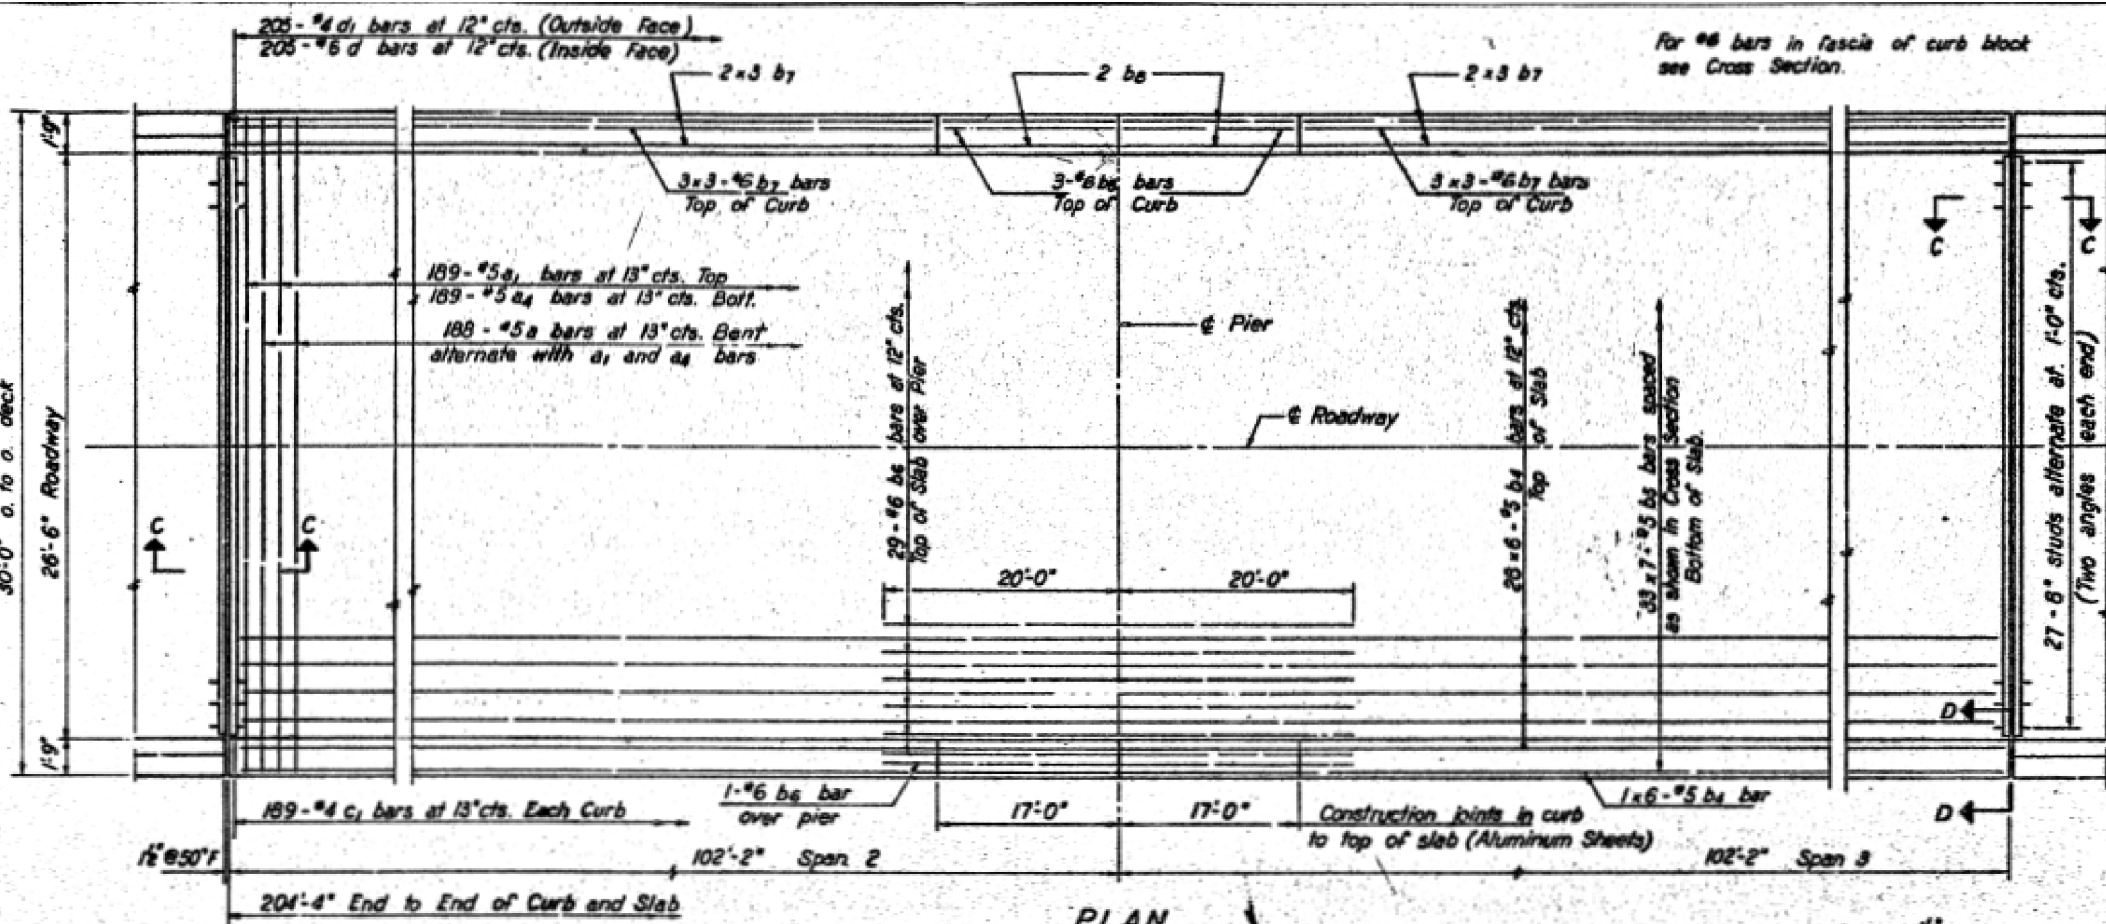 205-#4 d₁ bars at 12" cts. (Outside Face)
205-#6 d bars at 12" cts. (Inside Face)
2×3 b₇
2 b₈
2×3 b₇
For #6 bars in fascia of curb block
see Cross Section.
1'-9"
3×3-#6 b₇ bars
Top of Curb
3-#6 b₈ bars
Top of Curb
3×3-#6 b₇ bars
Top of Curb
C
C
189-#5 a₁ bars at 13" cts. Top
189-#5 a₄ bars at 13" cts. Bott.
188-#5 a bars at 13" cts. Bent
alternate with a₁ and a₄ bars
℄ Pier
℄ Roadway
30'-0" o. to o. deck
26'-6" Roadway
29-#6 b₆ bars at 12" cts.
Top of Slab over Pier
28×6-#5 b₄ bars at 12" cts.
Top of Slab
33×7-#5 b₅ bars spaced
as shown in Cross Section
Bottom of Slab.
27-8" studs alternate at 1'-0" cts.
(Two angles each end)
C
C
20'-0"
20'-0"
D
1'-9"
1-#6 b₆ bar
over pier
1×6-#5 b₄ bar
189-#4 c₁ bars at 13" cts. Each Curb
17'-0"
17'-0"
Construction joints in curb
to top of slab (Aluminum Sheets)
D
1½" @50°F
102'-2" Span 2
102'-2" Span 3
204'-4" End to End of Curb and Slab
PLAN